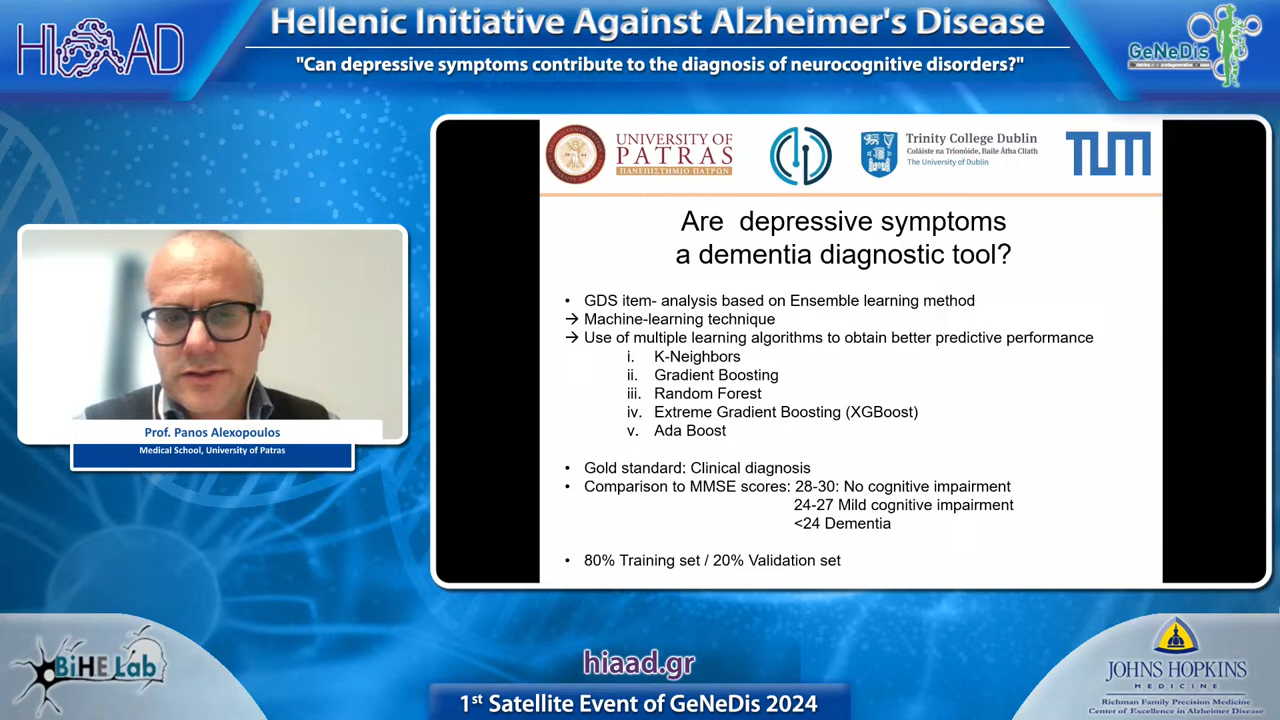 HIAAD
Hellenic Initiative Against Alzheimer's Disease
"Can depressive symptoms contribute to the diagnosis of neurocognitive disorders?"
GeNeDis
UNIVERSITY OF
PATRAS
ΠΑΝΕΠΙΣΤΗΜΙΟ ΠΑΤΡΩΝ
Trinity College Dublin
Coláiste na Tríonóide, Baile Átha Cliath
The University of Dublin
TUM
Are depressive symptoms
a dementia diagnostic tool?
• GDS item- analysis based on Ensemble learning method
→ Machine-learning technique
→ Use of multiple learning algorithms to obtain better predictive performance
i. K-Neighbors
ii. Gradient Boosting
iii. Random Forest
iv. Extreme Gradient Boosting (XGBoost)
v. Ada Boost
• Gold standard: Clinical diagnosis
• Comparison to MMSE scores: 28-30: No cognitive impairment
24-27 Mild cognitive impairment
<24 Dementia
• 80% Training set / 20% Validation set
Prof. Panos Alexopoulos
Medical School, University of Patras
BiHE Lab
hiaad.gr
1st Satellite Event of GeNeDis 2024
JOHNS HOPKINS
MEDICINE
Richman Family Precision Medicine
Center of Excellence in Alzheimer Disease